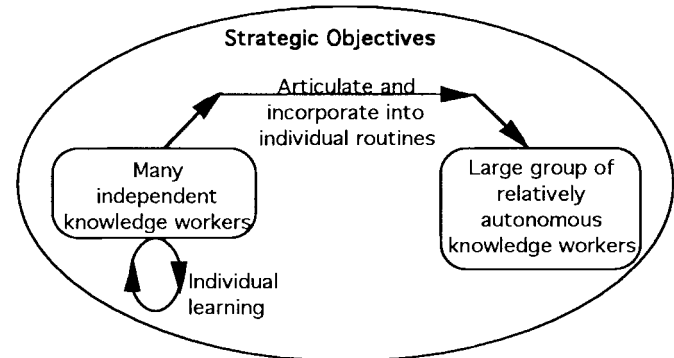 Strategic Objectives
Articulate and
incorporate into
individual routines
Many
independent
knowledge workers
Large group of
relatively
autonomous
knowledge workers
Individual
learning